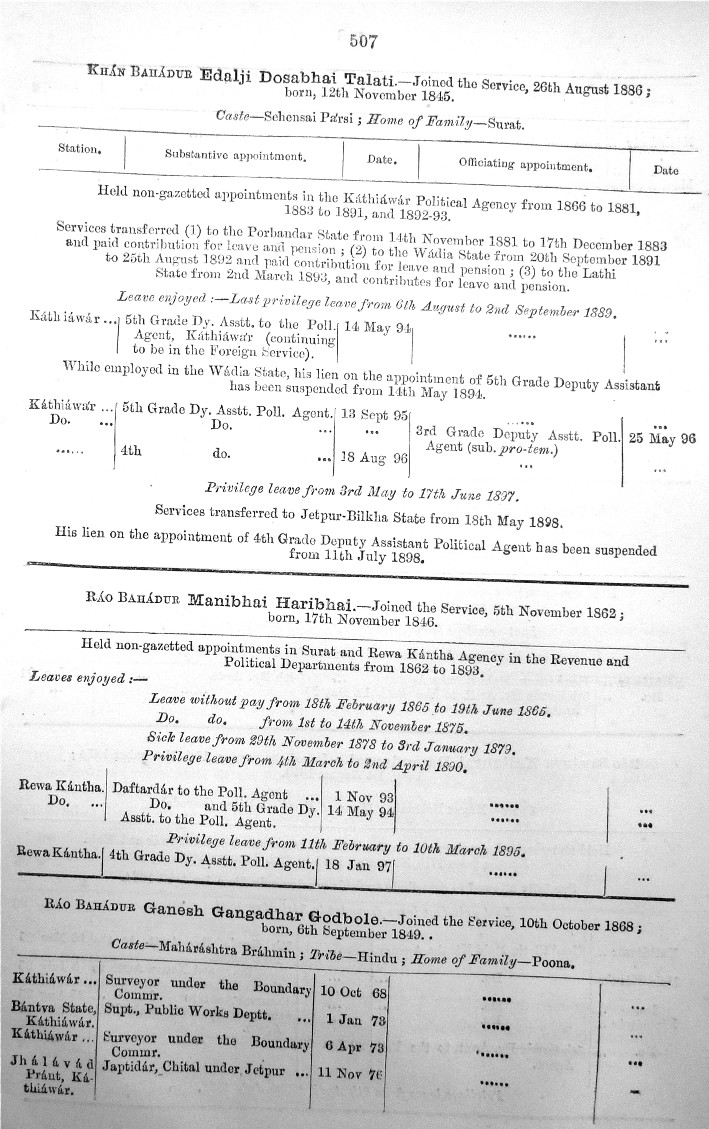 507
KHÁN BAHÁDUR Edalji Dosabhai Talati.—Joined the Service, 26th August 1886;
born, 12th November 1845.
Caste—Sehensai Pársi; Home of Family—Surat.
Station. Substantive appointment. Date. Officiating appointment. Date
Held non-gazetted appointments in the Káthiáwár Political Agency from 1866 to 1881,
1883 to 1891, and 1892-93.
Services transferred (1) to the Porbandar State from 14th November 1881 to 17th December 1883
and paid contribution for leave and pension; (2) to the Wádia State from 20th September 1891
to 25th August 1892 and paid contribution for leave and pension; (3) to the Lathi
State from 2nd March 1893, and contributes for leave and pension.
Leave enjoyed:—Last privilege leave from 6th August to 2nd September 1889.
Káthiáwár ... 5th Grade Dy. Asstt. to the Poll. 14 May 94 ...... ...
Agent, Káthiáwár (continuing
to be in the Foreign Service).
While employed in the Wádia State, his lien on the appointment of 5th Grade Deputy Assistant
has been suspended from 14th May 1894.
Káthiáwár ... 5th Grade Dy. Asstt. Poll. Agent. 13 Sept 95 ...... ...
Do. ... Do. ... ... 3rd Grade Deputy Asstt. Poll. 25 May 96
Agent (sub. pro-tem.)
...... 4th do. ... 18 Aug 96 ... ...
Privilege leave from 3rd May to 17th June 1897.
Services transferred to Jetpur-Bilkha State from 18th May 1898.
His lien on the appointment of 4th Grade Deputy Assistant Political Agent has been suspended
from 11th July 1898.
RÁO BAHÁDUR Manibhai Haribhai.—Joined the Service, 5th November 1862;
born, 17th November 1846.
Held non-gazetted appointments in Surat and Rewa Kántha Agency in the Revenue and
Political Departments from 1862 to 1893.
Leaves enjoyed:—
Leave without pay from 18th February 1865 to 19th June 1865.
Do. do. from 1st to 14th November 1875.
Sick leave from 29th November 1878 to 3rd January 1879.
Privilege leave from 4th March to 2nd April 1890.
Rewa Kántha. Daftardár to the Poll. Agent ... 1 Nov 93 ...... ...
Do. ... Do. and 5th Grade Dy. 14 May 94 ...... ...
Asstt. to the Poll. Agent.
Privilege leave from 11th February to 10th March 1895.
Rewa Kántha. 4th Grade Dy. Asstt. Poll. Agent. 18 Jan 97 ...... ...
RÁO BAHÁDUR Ganesh Gangadhar Godbole.—Joined the Service, 10th October 1868;
born, 6th September 1849. .
Caste—Maháráshtra Bráhmin; Tribe—Hindu; Home of Family—Poona.
Káthiáwár ... Surveyor under the Boundary 10 Oct 68 ...... ...
Commr.
Bántva State, Supt., Public Works Deptt. ... 1 Jan 73 ...... ...
Káthiáwár.
Káthiáwár ... Surveyor under the Boundary 6 Apr 73 ...... ...
Commr.
Jhálávád Japtidár, Chital under Jetpur ... 11 Nov 76 ......
Pránt, Ká-
thiáwár.